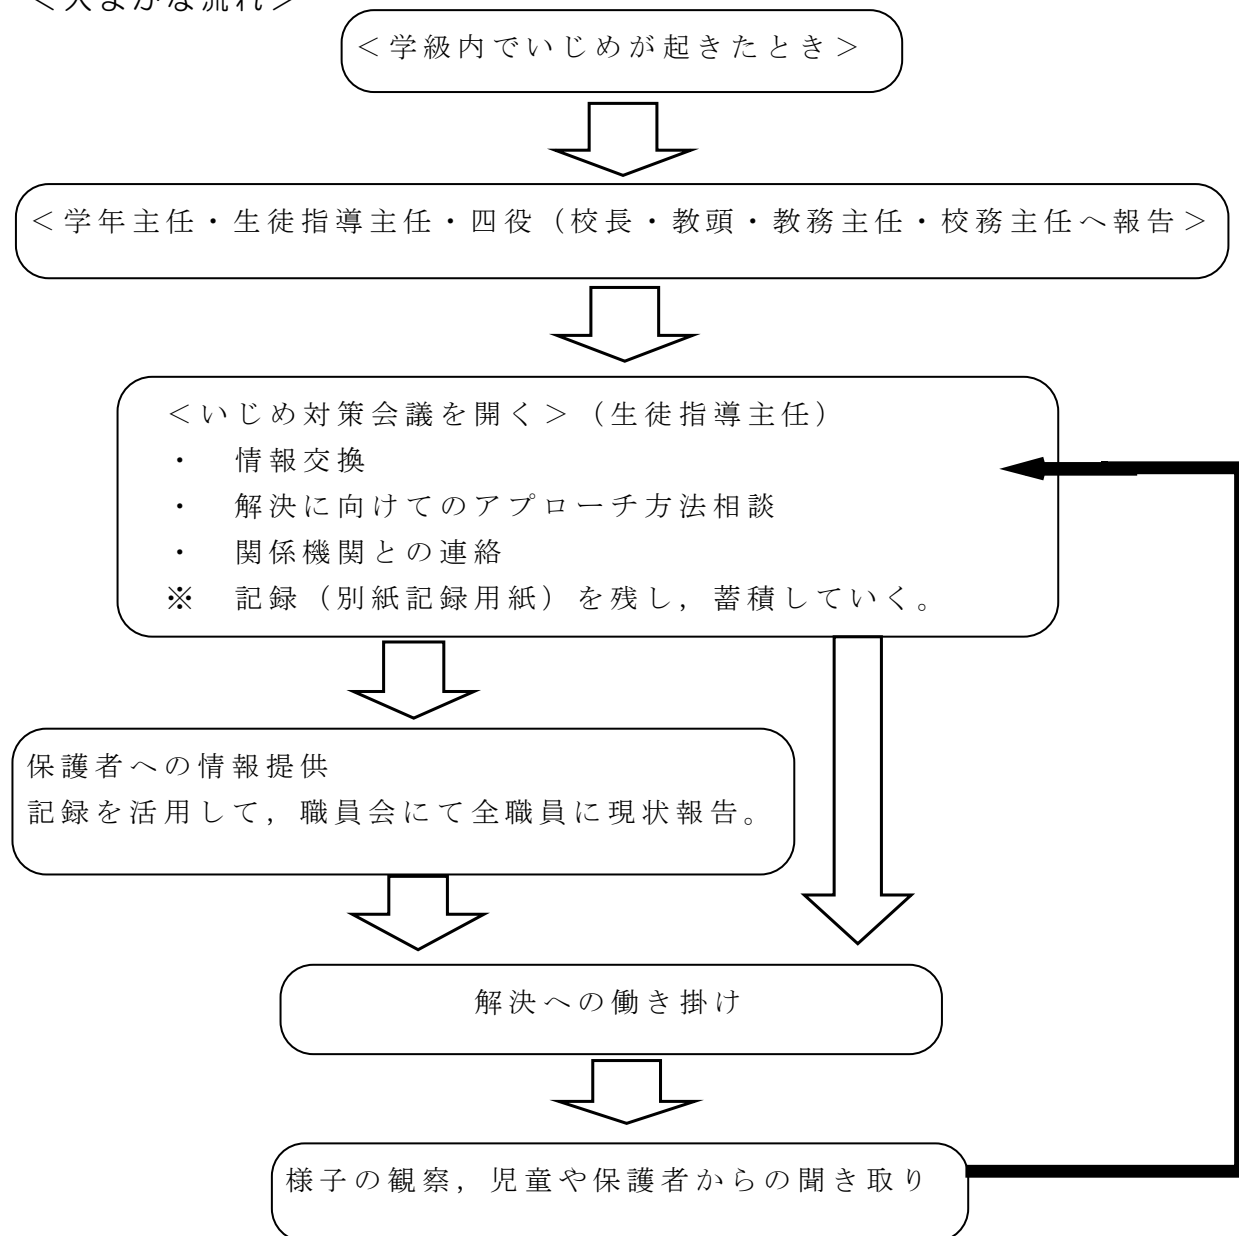 ＜大まかな流れ＞
＜学級内でいじめが起きたとき＞
＜学年主任・生徒指導主任・四役（校長・教頭・教務主任・校務主任へ報告＞
＜いじめ対策会議を開く＞（生徒指導主任）
・　情報交換
・　解決に向けてのアプローチ方法相談
・　関係機関との連絡
※　記録（別紙記録用紙）を残し，蓄積していく。
保護者への情報提供
記録を活用して，職員会にて全職員に現状報告。
解決への働き掛け
様子の観察，児童や保護者からの聞き取り